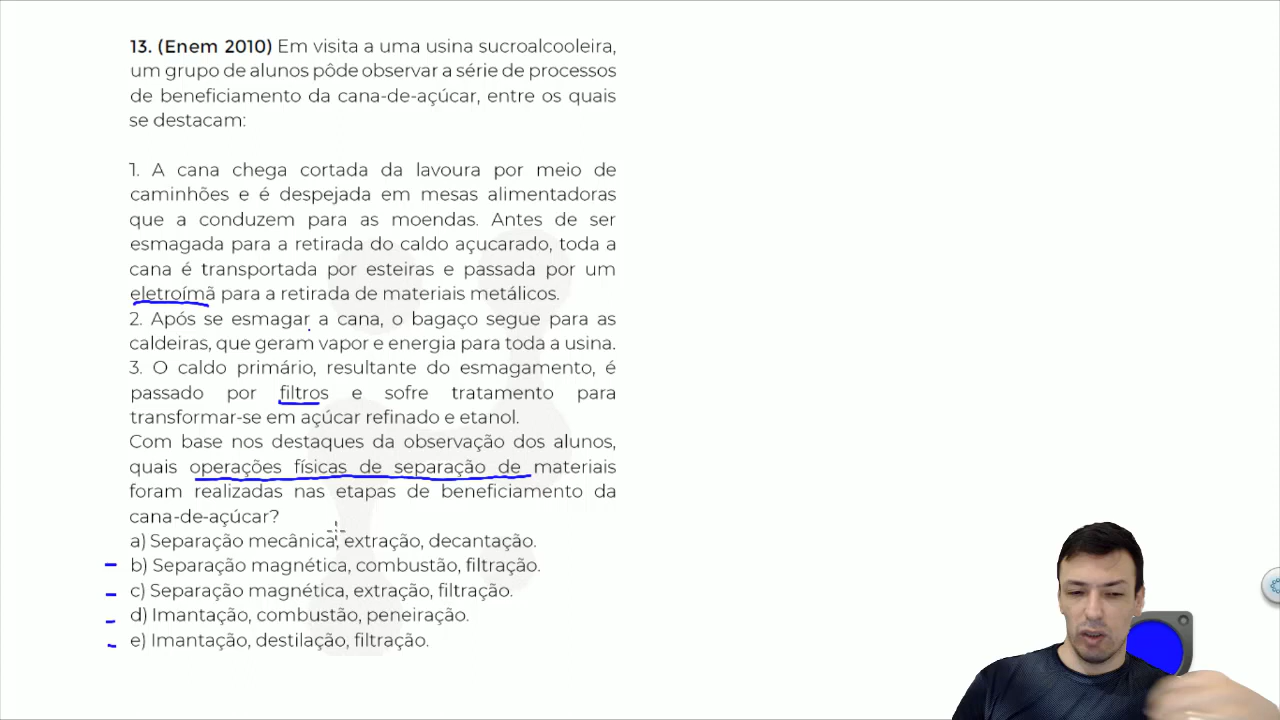 13. (Enem 2010) Em visita a uma usina sucroalcooleira,
um grupo de alunos pôde observar a série de processos
de beneficiamento da cana-de-açúcar, entre os quais
se destacam:
1. A cana chega cortada da lavoura por meio de
caminhões e é despejada em mesas alimentadoras
que a conduzem para as moendas. Antes de ser
esmagada para a retirada do caldo açucarado, toda a
cana é transportada por esteiras e passada por um
eletroímã para a retirada de materiais metálicos.
2. Após se esmagar a cana, o bagaço segue para as
caldeiras, que geram vapor e energia para toda a usina.
3. O caldo primário, resultante do esmagamento, é
passado por filtros e sofre tratamento para
transformar-se em açúcar refinado e etanol.
Com base nos destaques da observação dos alunos,
quais operações físicas de separação de materiais
foram realizadas nas etapas de beneficiamento da
cana-de-açúcar?
a) Separação mecânica, extração, decantação.
b) Separação magnética, combustão, filtração.
c) Separação magnética, extração, filtração.
d) Imantação, combustão, peneiração.
e) Imantação, destilação, filtração.